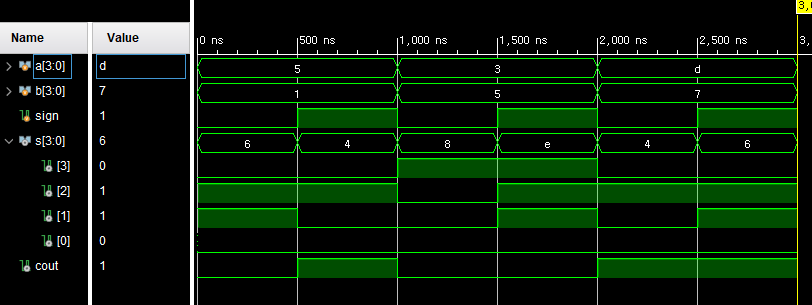 3,
Name Value
0 ns 500 ns 1,000 ns 1,500 ns 2,000 ns 2,500 ns 3,
a[3:0] d 5 3 d
b[3:0] 7 1 5 7
sign 1
s[3:0] 6 6 4 8 e 4 6
[3] 0
[2] 1
[1] 1
[0] 0
cout 1